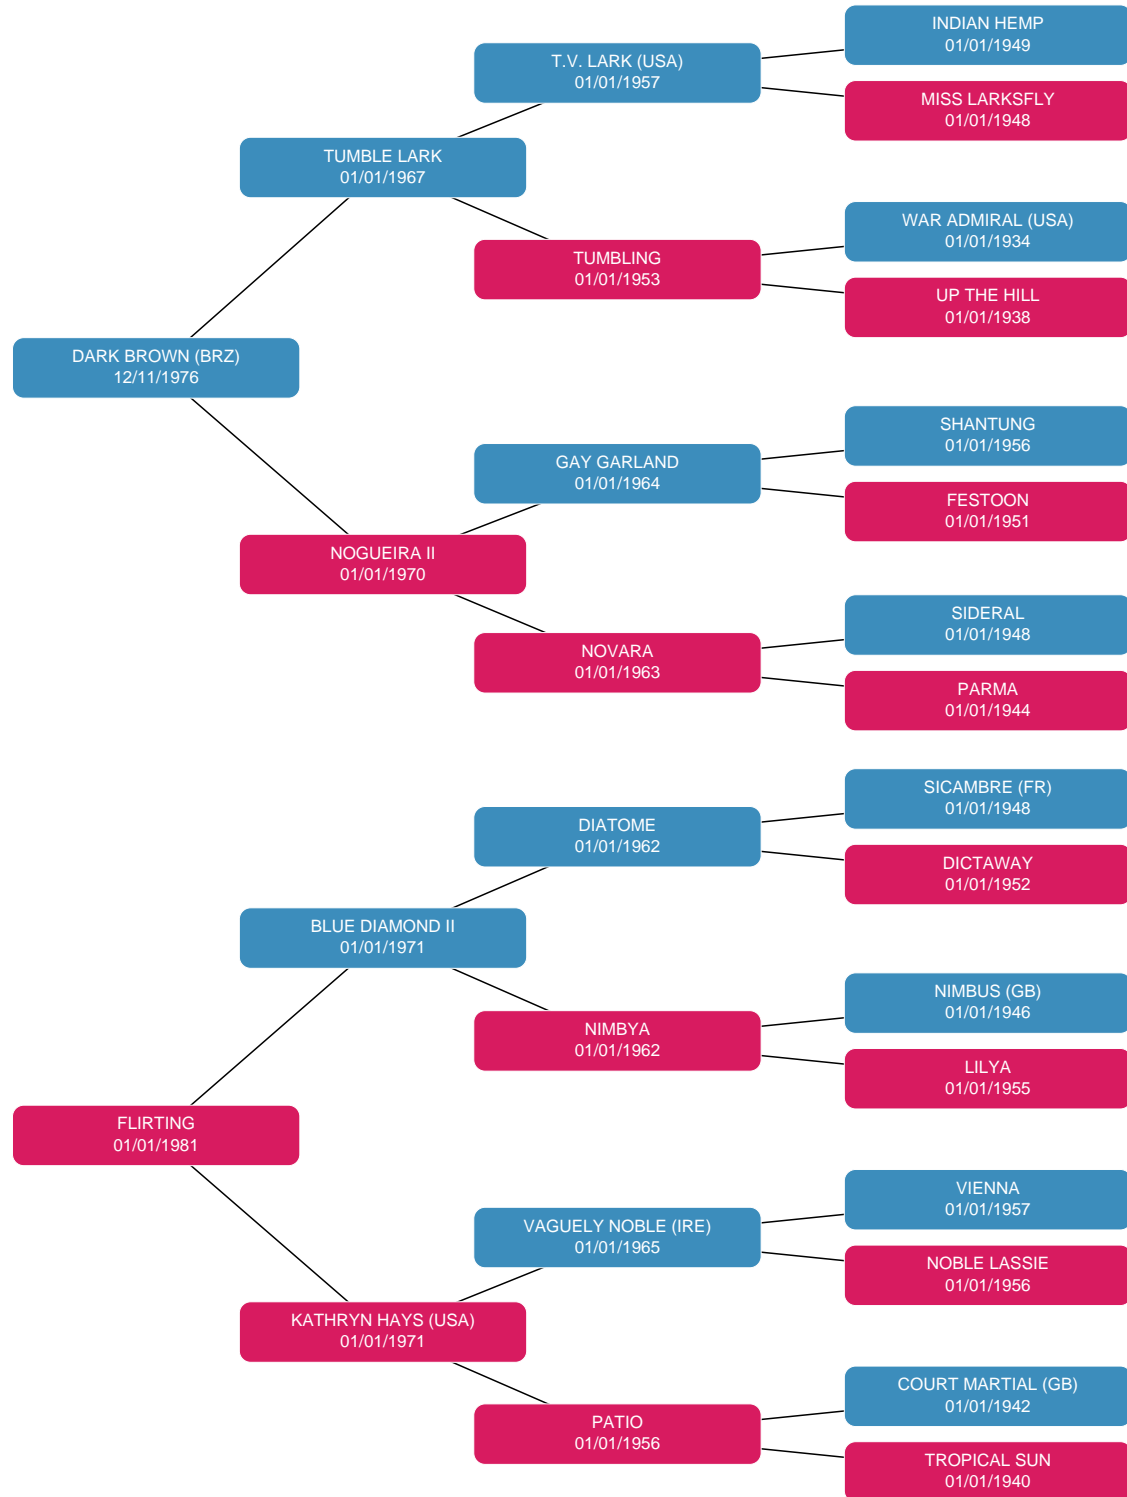 INDIAN HEMP
01/01/1949
T.V. LARK (USA)
01/01/1957
MISS LARKSFLY
01/01/1948
TUMBLE LARK
01/01/1967
WAR ADMIRAL (USA)
01/01/1934
TUMBLING
01/01/1953
UP THE HILL
01/01/1938
DARK BROWN (BRZ)
12/11/1976
SHANTUNG
01/01/1956
GAY GARLAND
01/01/1964
FESTOON
01/01/1951
NOGUEIRA II
01/01/1970
SIDERAL
01/01/1948
NOVARA
01/01/1963
PARMA
01/01/1944
SICAMBRE (FR)
01/01/1948
DIATOME
01/01/1962
DICTAWAY
01/01/1952
BLUE DIAMOND II
01/01/1971
NIMBUS (GB)
01/01/1946
NIMBYA
01/01/1962
LILYA
01/01/1955
FLIRTING
01/01/1981
VIENNA
01/01/1957
VAGUELY NOBLE (IRE)
01/01/1965
NOBLE LASSIE
01/01/1956
KATHRYN HAYS (USA)
01/01/1971
COURT MARTIAL (GB)
01/01/1942
PATIO
01/01/1956
TROPICAL SUN
01/01/1940